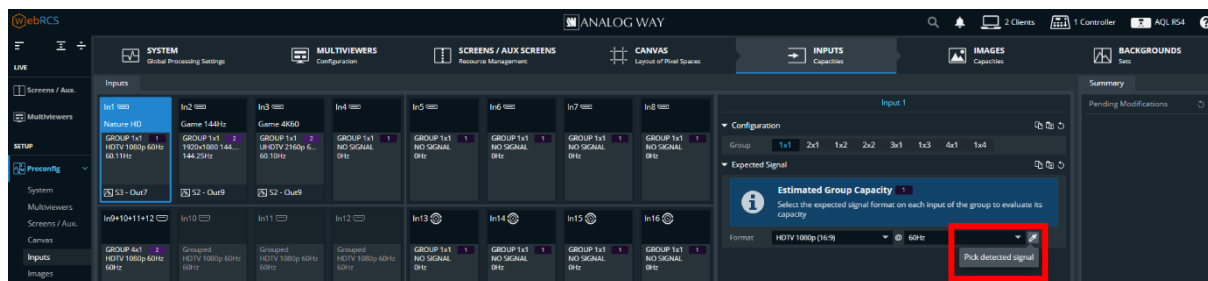 WebRCS
ANALOG WAY
2 Clients
1 Controller
AQL RS4
LIVE
Screens / Aux.
Multiviewers
SETUP
Preconfig
System
Multiviewers
Screens / Aux.
Canvas
Inputs
Images
SYSTEM
Global Processing Settings
MULTIVIEWERS
Configuration
SCREENS / AUX SCREENS
Resource Management
CANVAS
Layout of Pixel Spaces
INPUTS
Capacities
IMAGES
Capacities
BACKGROUNDS
Sets
Inputs
In1
Nature HD
GROUP 1x1 1
HDTV 1080p 60Hz
60.11Hz
S3 - Out7
In2
Game 144Hz
GROUP 1x1 2
1920x1080 144...
144.25Hz
S2 - Out9
In3
Game 4K60
GROUP 1x1 2
UHDTV 2160p 6...
60.10Hz
S2 - Out9
In4
GROUP 1x1 1
NO SIGNAL
0Hz
In5
GROUP 1x1 1
NO SIGNAL
0Hz
In6
GROUP 1x1 1
NO SIGNAL
0Hz
In7
GROUP 1x1 1
NO SIGNAL
0Hz
In8
GROUP 1x1 1
NO SIGNAL
0Hz
In9+10+11+12
GROUP 4x1 2
HDTV 1080p 60Hz
60Hz
In10
Grouped
HDTV 1080p 60Hz
60Hz
In11
Grouped
HDTV 1080p 60Hz
60Hz
In12
Grouped
HDTV 1080p 60Hz
60Hz
In13
GROUP 1x1 1
NO SIGNAL
0Hz
In14
GROUP 1x1 1
NO SIGNAL
0Hz
In15
GROUP 1x1 1
NO SIGNAL
0Hz
In16
GROUP 1x1 1
NO SIGNAL
0Hz
Input 1
Configuration
Group 1x1 2x1 1x2 2x2 3x1 1x3 4x1 1x4
Expected Signal
Estimated Group Capacity 1
Select the expected signal format on each input of the group to evaluate its
capacity
Format HDTV 1080p (16:9) @ 60Hz
Pick detected signal
Summary
Pending Modifications